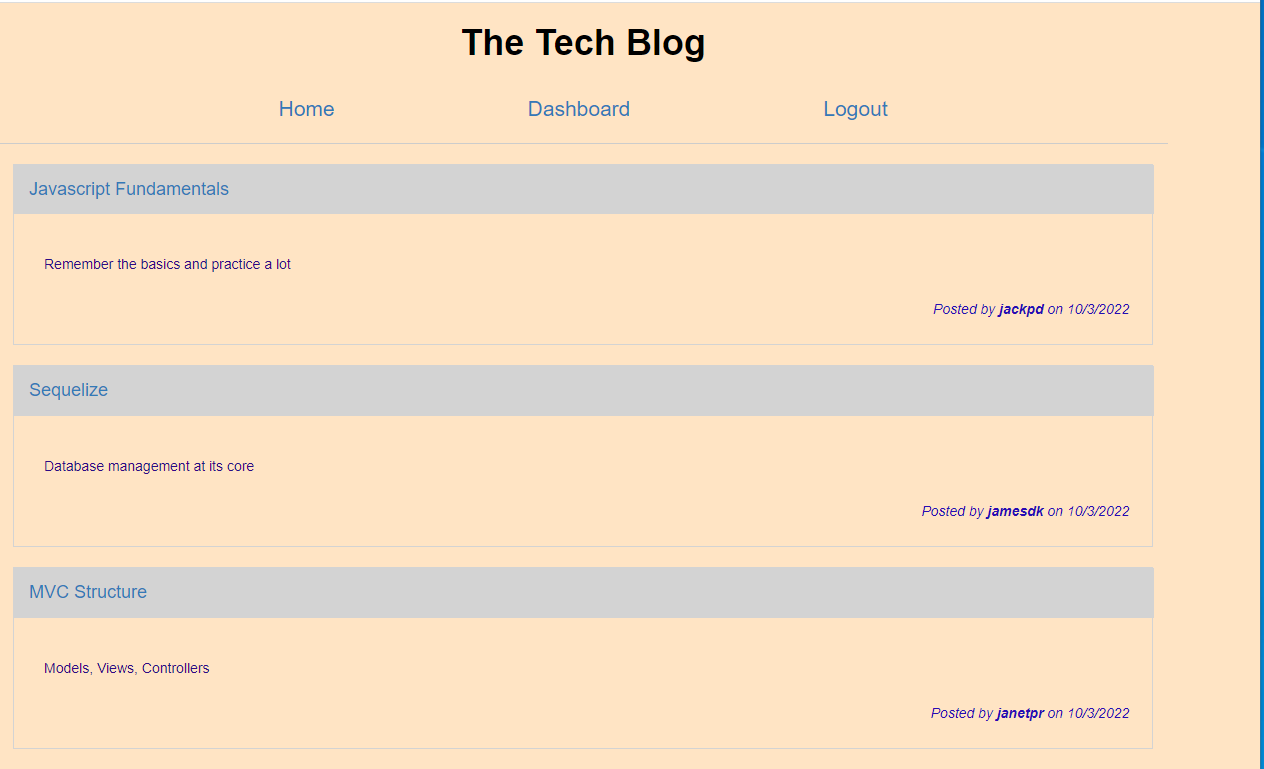 The Tech Blog
Home Dashboard Logout
Javascript Fundamentals
Remember the basics and practice a lot
Posted by jackpd on 10/3/2022
Sequelize
Database management at its core
Posted by jamesdk on 10/3/2022
MVC Structure
Models, Views, Controllers
Posted by janetpr on 10/3/2022